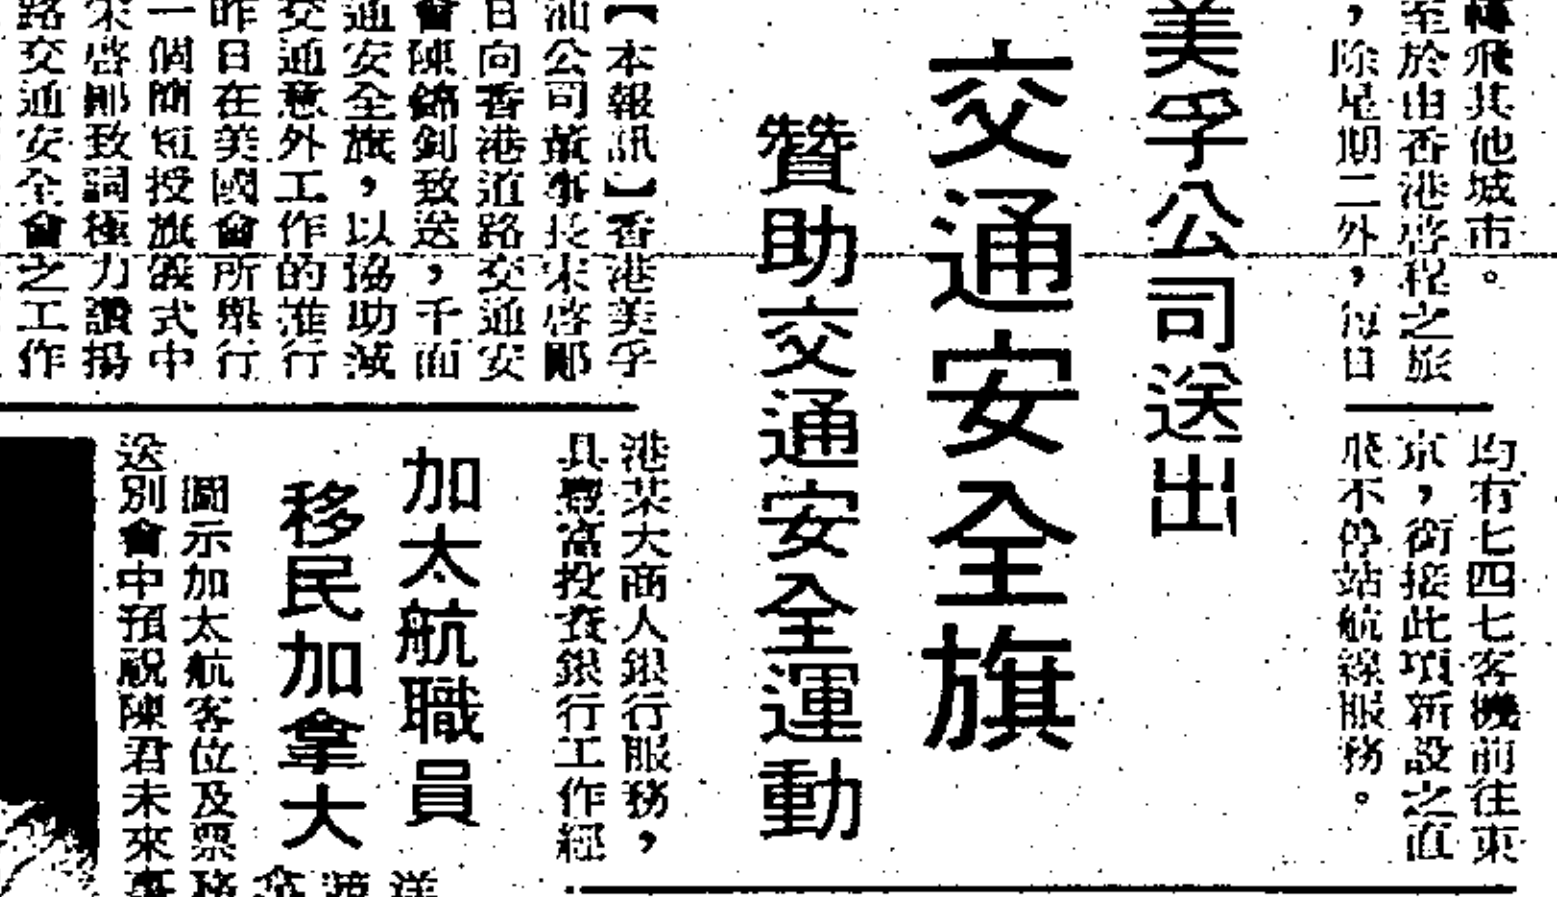 飛其他城市。
至於由香港啓程之旅
，除星期二外，每日
均有七四七客機前往東
京，銜接此項新設之直
飛不停站航線服務。
美孚公司送出
交通安全旗
贊助交通安全運動
【本報訊】香港美孚
油公司董事長宋啓鄖
日向香港道路交通安
會陳錦釗致送，千面
通安全旗，以協助減
交通意外工作的推行
昨日在美國會所舉行
一個簡短授旗儀式中
宋啓鄖致詞極力讚揚
路交通安全會之工作
港某大商人銀行服務，
具豐富投資銀行工作經
加太航職員
移民加拿大
圖示加太航客位及票務
送別會中預祝陳君未來事